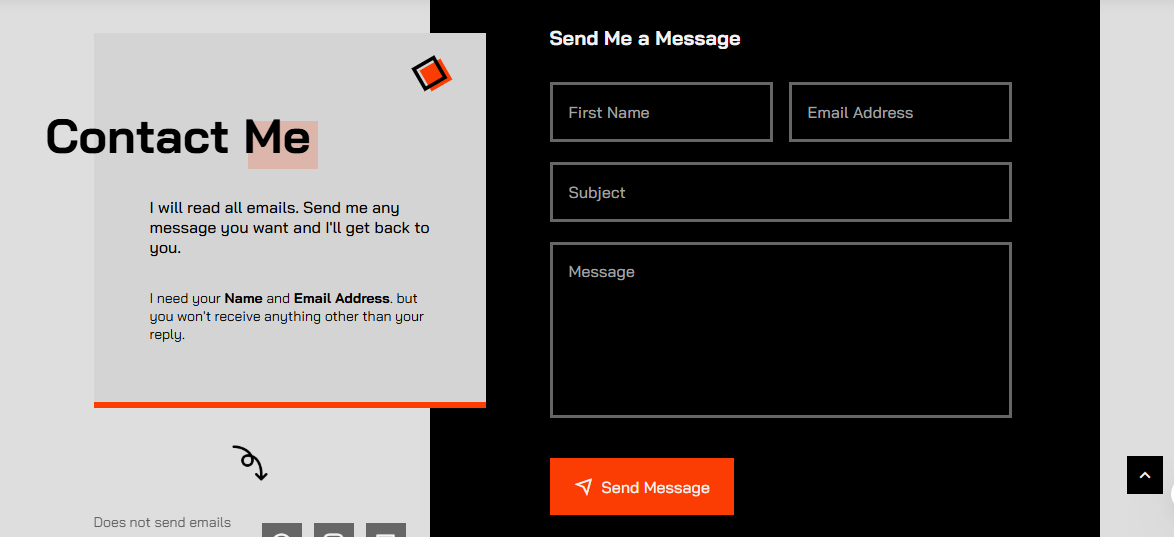 Contact Me
I will read all emails. Send me any
message you want and I'll get back to
you.
I need your Name and Email Address. but
you won't receive anything other than your
reply.
Does not send emails
Send Me a Message
First Name
Email Address
Subject
Message
Send Message